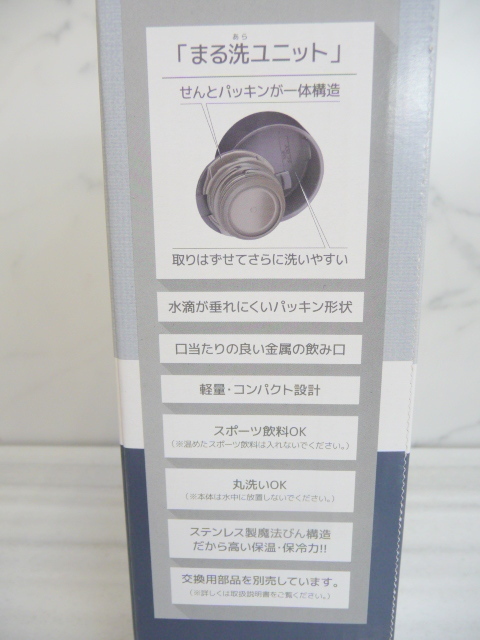 「まる洗ユニット」
あら
せんとパッキンが一体構造
取りはずせてさらに洗いやすい
水滴が垂れにくいパッキン形状
口当たりの良い金属の飲み口
軽量・コンパクト設計
スポーツ飲料OK
(※温めたスポーツ飲料は入れないでください。)
丸洗いOK
(※本体は水中に放置しないでください。)
ステンレス製魔法びん構造
だから高い保温・保冷力!!
交換用部品を別売しています。
(※詳しくは取扱説明書をご覧ください。)